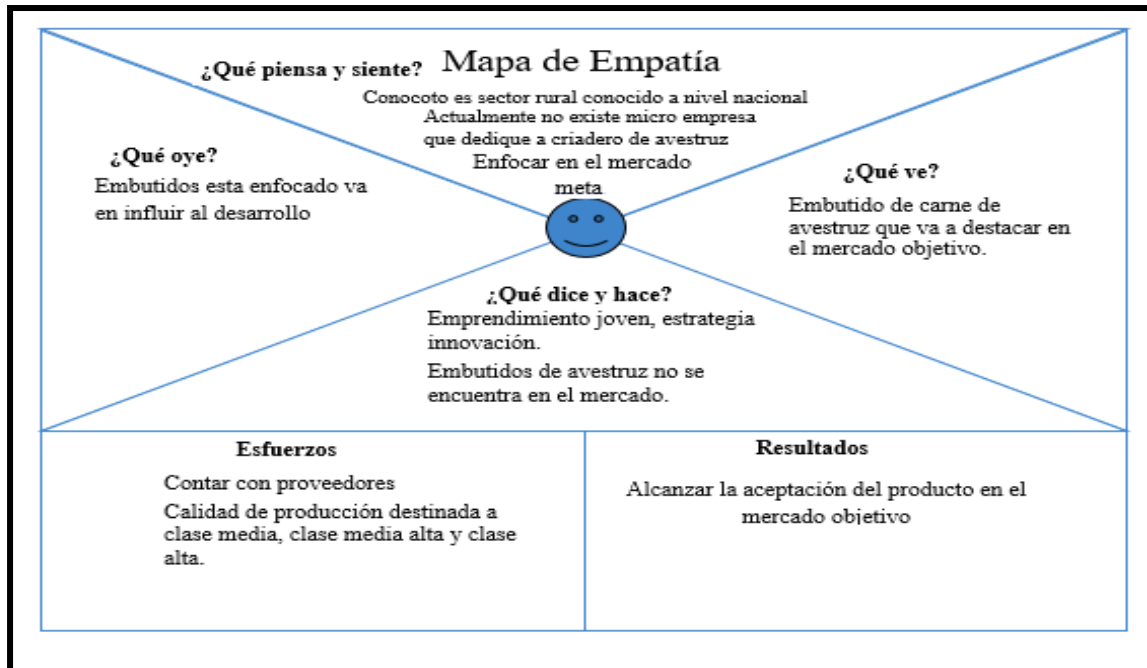 Mapa de Empatía
¿Qué piensa y siente?
Conocoto es sector rural conocido a nivel nacional
Actualmente no existe micro empresa
que dedique a criadero de avestruz
Enfocar en el mercado
meta
¿Qué oye?
Embutidos esta enfocado va
en influir al desarrollo
¿Qué ve?
Embutido de carne de
avestruz que va a destacar en
el mercado objetivo.
¿Qué dice y hace?
Emprendimiento joven, estrategia
innovación.
Embutidos de avestruz no se
encuentra en el mercado.
Esfuerzos
Contar con proveedores
Calidad de producción destinada a
clase media, clase media alta y clase
alta.
Resultados
Alcanzar la aceptación del producto en el
mercado objetivo